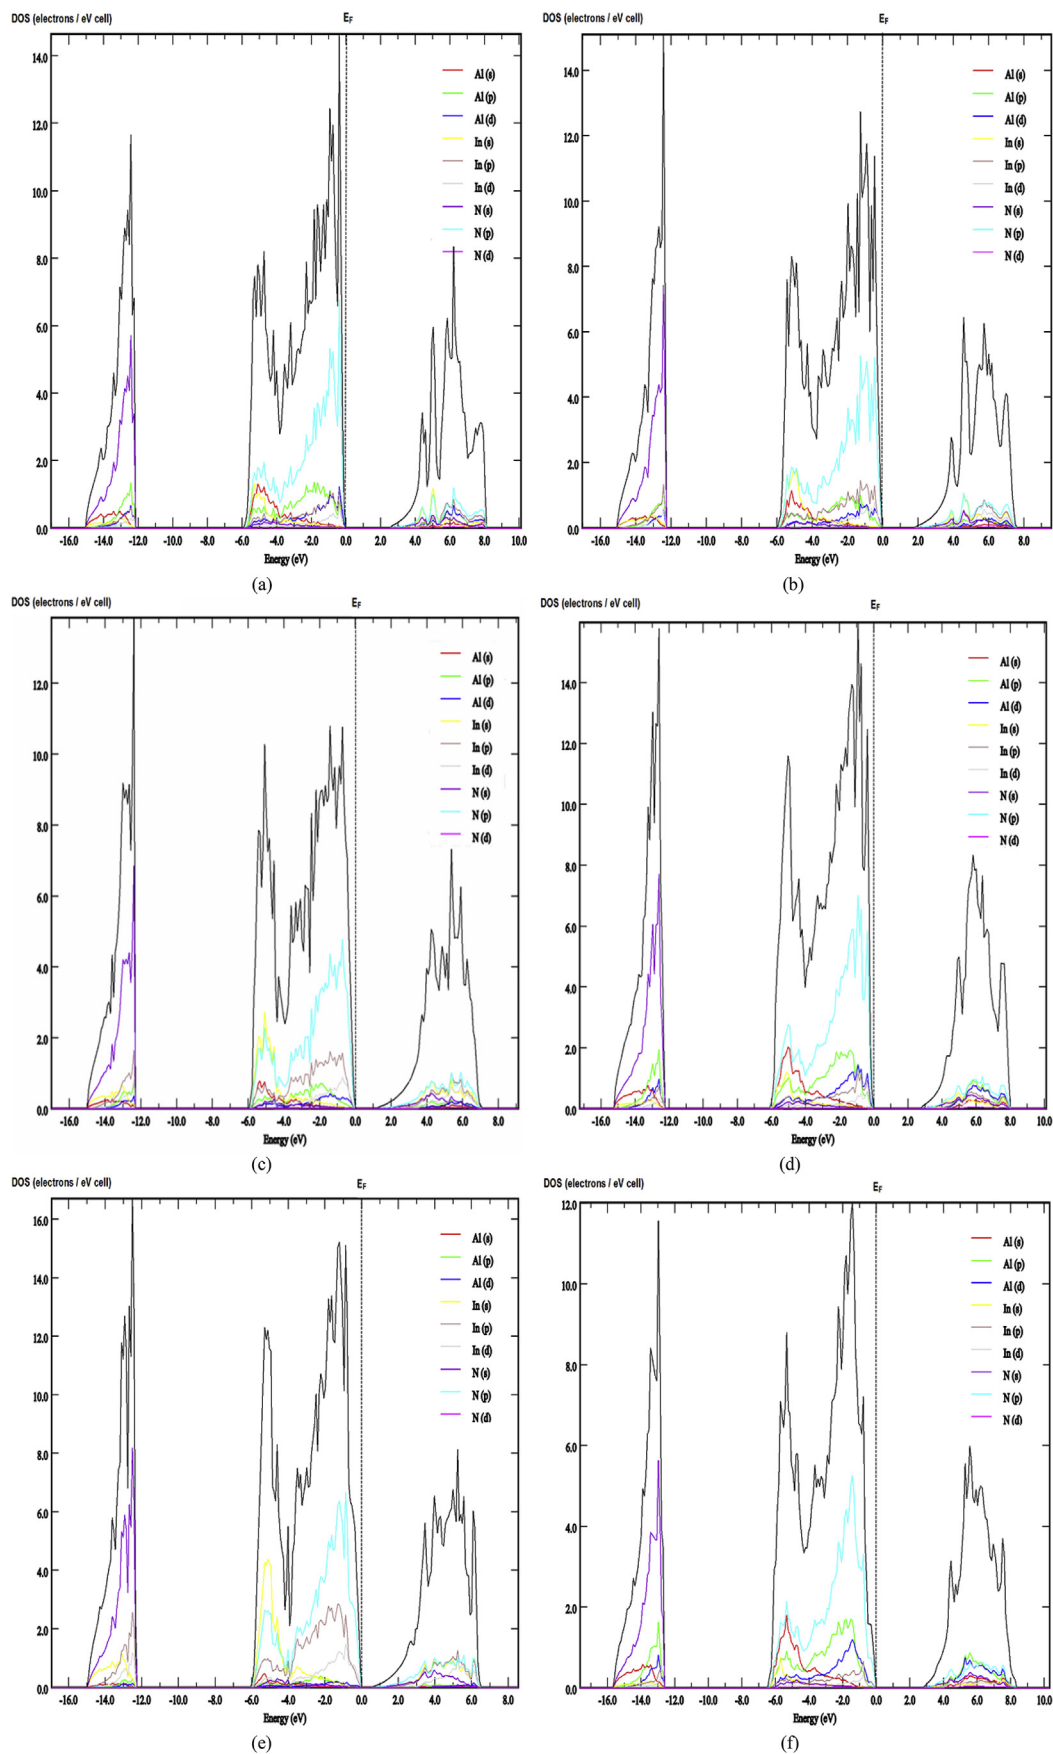 DOS (electrons / eV cell) E_F
14.0
12.0
10.0
8.0
6.0
4.0
2.0
0.0
Al (s)
Al (p)
Al (d)
In (s)
In (p)
In (d)
N (s)
N (p)
N (d)
-16.0 -14.0 -12.0 -10.0 -8.0 -6.0 -4.0 -2.0 0.0 2.0 4.0 6.0 8.0 10.0
Energy (eV)
(a)
DOS (electrons / eV cell) E_F
14.0
12.0
10.0
8.0
6.0
4.0
2.0
0.0
Al (s)
Al (p)
Al (d)
In (s)
In (p)
In (d)
N (s)
N (p)
N (d)
-16.0 -14.0 -12.0 -10.0 -8.0 -6.0 -4.0 -2.0 0.0 2.0 4.0 6.0 8.0
Energy (eV)
(b)
DOS (electrons / eV cell) E_F
12.0
10.0
8.0
6.0
4.0
2.0
0.0
Al (s)
Al (p)
Al (d)
In (s)
In (p)
In (d)
N (s)
N (p)
N (d)
-16.0 -14.0 -12.0 -10.0 -8.0 -6.0 -4.0 -2.0 0.0 2.0 4.0 6.0 8.0
Energy (eV)
(c)
DOS (electrons / eV cell) E_F
14.0
12.0
10.0
8.0
6.0
4.0
2.0
0.0
Al (s)
Al (p)
Al (d)
In (s)
In (p)
In (d)
N (s)
N (p)
N (d)
-16.0 -14.0 -12.0 -10.0 -8.0 -6.0 -4.0 -2.0 0.0 2.0 4.0 6.0 8.0 10.0
Energy (eV)
(d)
DOS (electrons / eV cell) E_F
16.0
14.0
12.0
10.0
8.0
6.0
4.0
2.0
0.0
Al (s)
Al (p)
Al (d)
In (s)
In (p)
In (d)
N (s)
N (p)
N (d)
-16.0 -14.0 -12.0 -10.0 -8.0 -6.0 -4.0 -2.0 0.0 2.0 4.0 6.0 8.0
Energy (eV)
(e)
DOS (electrons / eV cell) E_F
12.0
10.0
8.0
6.0
4.0
2.0
0.0
Al (s)
Al (p)
Al (d)
In (s)
In (p)
In (d)
N (s)
N (p)
N (d)
-16.0 -14.0 -12.0 -10.0 -8.0 -6.0 -4.0 -2.0 0.0 2.0 4.0 6.0 8.0 10.0
Energy (eV)
(f)